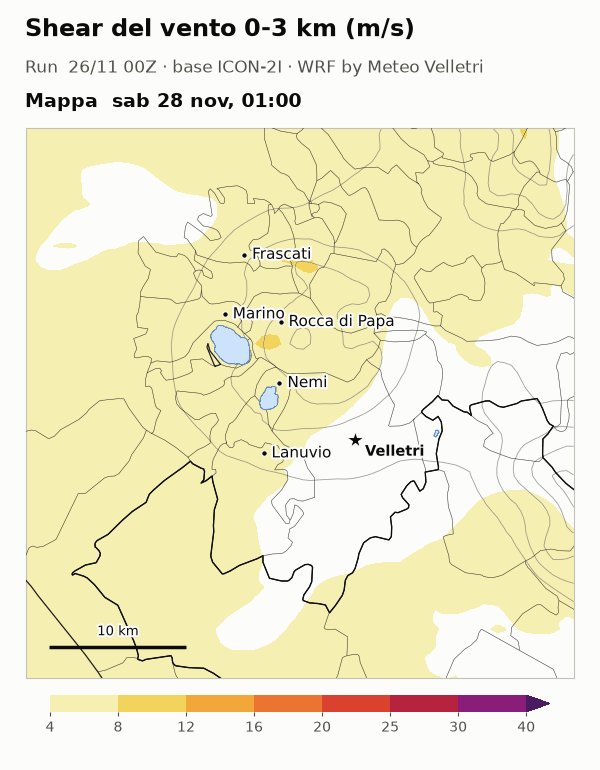 Shear del vento 0-3 km (m/s)
Run  26/11 00Z · base ICON-2I · WRF by Meteo Velletri
Mappa  sab 28 nov, 01:00
Frascati
Marino
Rocca di Papa
Nemi
Velletri
Lanuvio
10 km
4 8 12 16 20 25 30 40